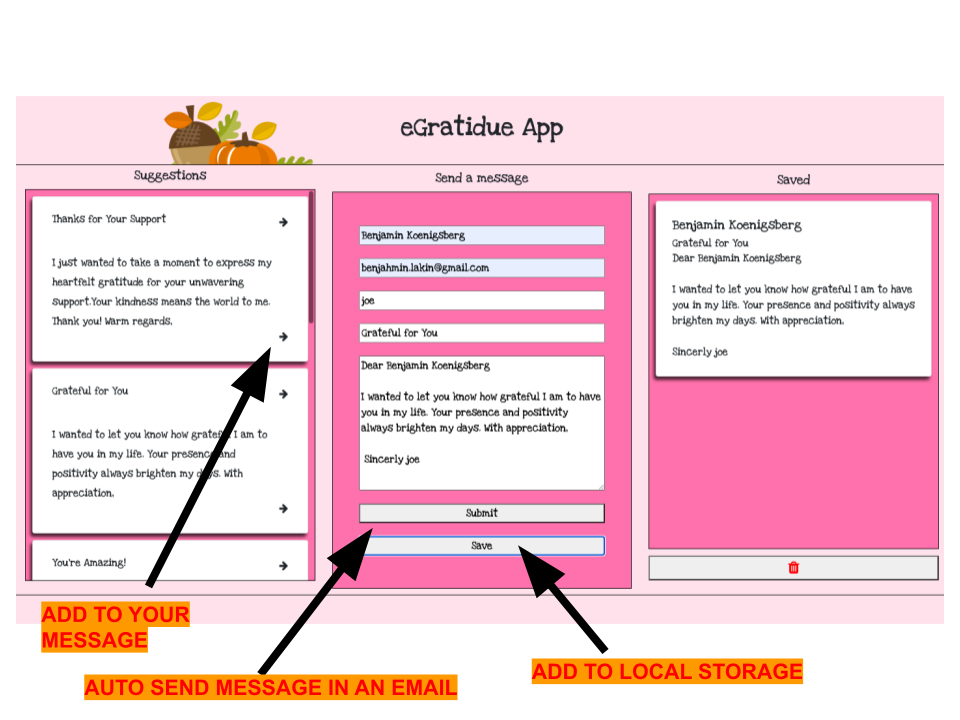 eGratidue App
Suggestions
Thanks for Your Support
I just wanted to take a moment to express my
heartfelt gratitude for your unwavering
support.Your kindness means the world to me.
Thank you! Warm regards,
Grateful for You
I wanted to let you know how grateful I am to
have you in my life. Your presence and
positivity always brighten my days. With
appreciation,
You're Amazing!
Send a message
Benjamin Koenigsberg
benjahmin.lakin@gmail.com
joe
Grateful for You
Dear Benjamin Koenigsberg
I wanted to let you know how grateful I am to have
you in my life. Your presence and positivity
always brighten my days. With appreciation,
Sincerly joe
Submit
Save
Saved
Benjamin Koenigsberg
Grateful for You
Dear Benjamin Koenigsberg
I wanted to let you know how grateful I am to have
you in my life. Your presence and positivity always
brighten my days. With appreciation,
Sincerly joe
ADD TO YOUR
MESSAGE
AUTO SEND MESSAGE IN AN EMAIL
ADD TO LOCAL STORAGE